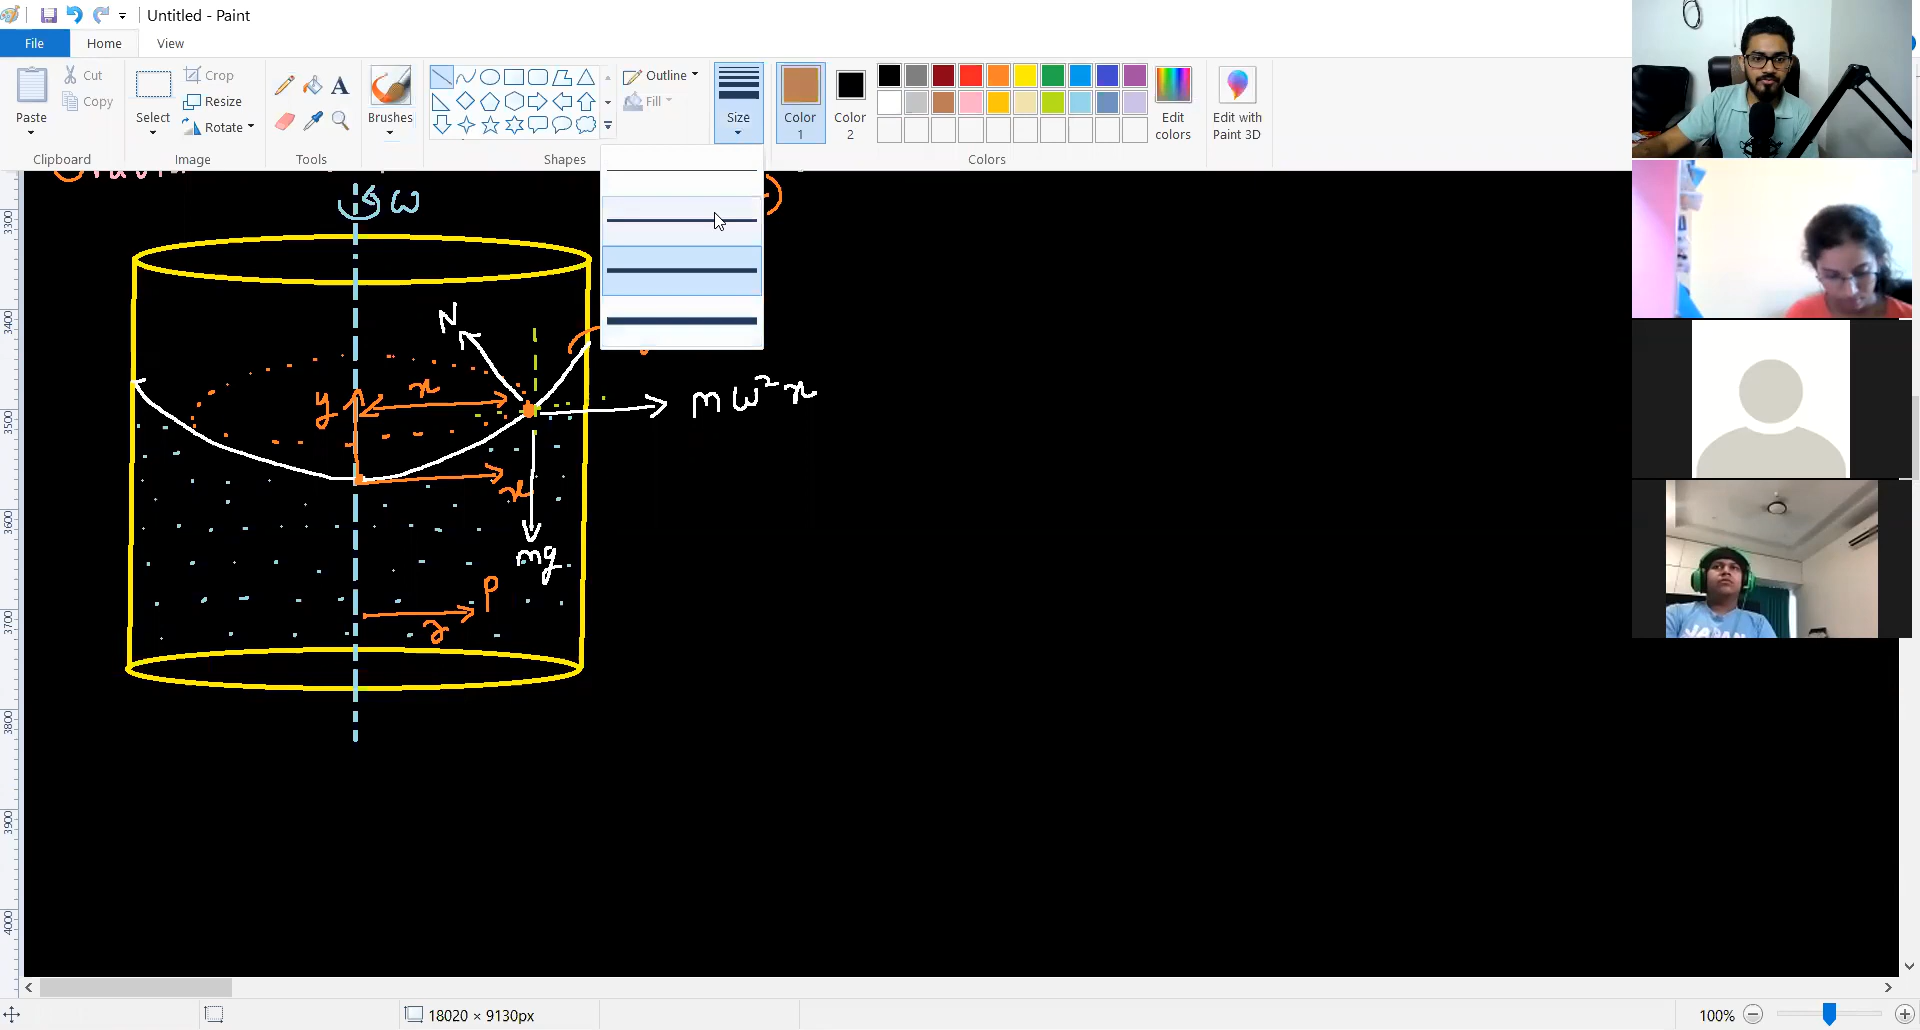 Untitled - Paint
File Home View
Paste
Cut
Copy
Clipboard
Select
Crop
Resize
Rotate
Image
A
Tools
Brushes
Shapes
Outline
Fill
Size
Color 1
Color 2
Edit colors
Colors
Edit with Paint 3D
3300
3400
3500
3600
3700
3800
3900
4000
ω
N
x
y
mω²x
x
mg
P
JAPAN
18020 × 9130px
100%